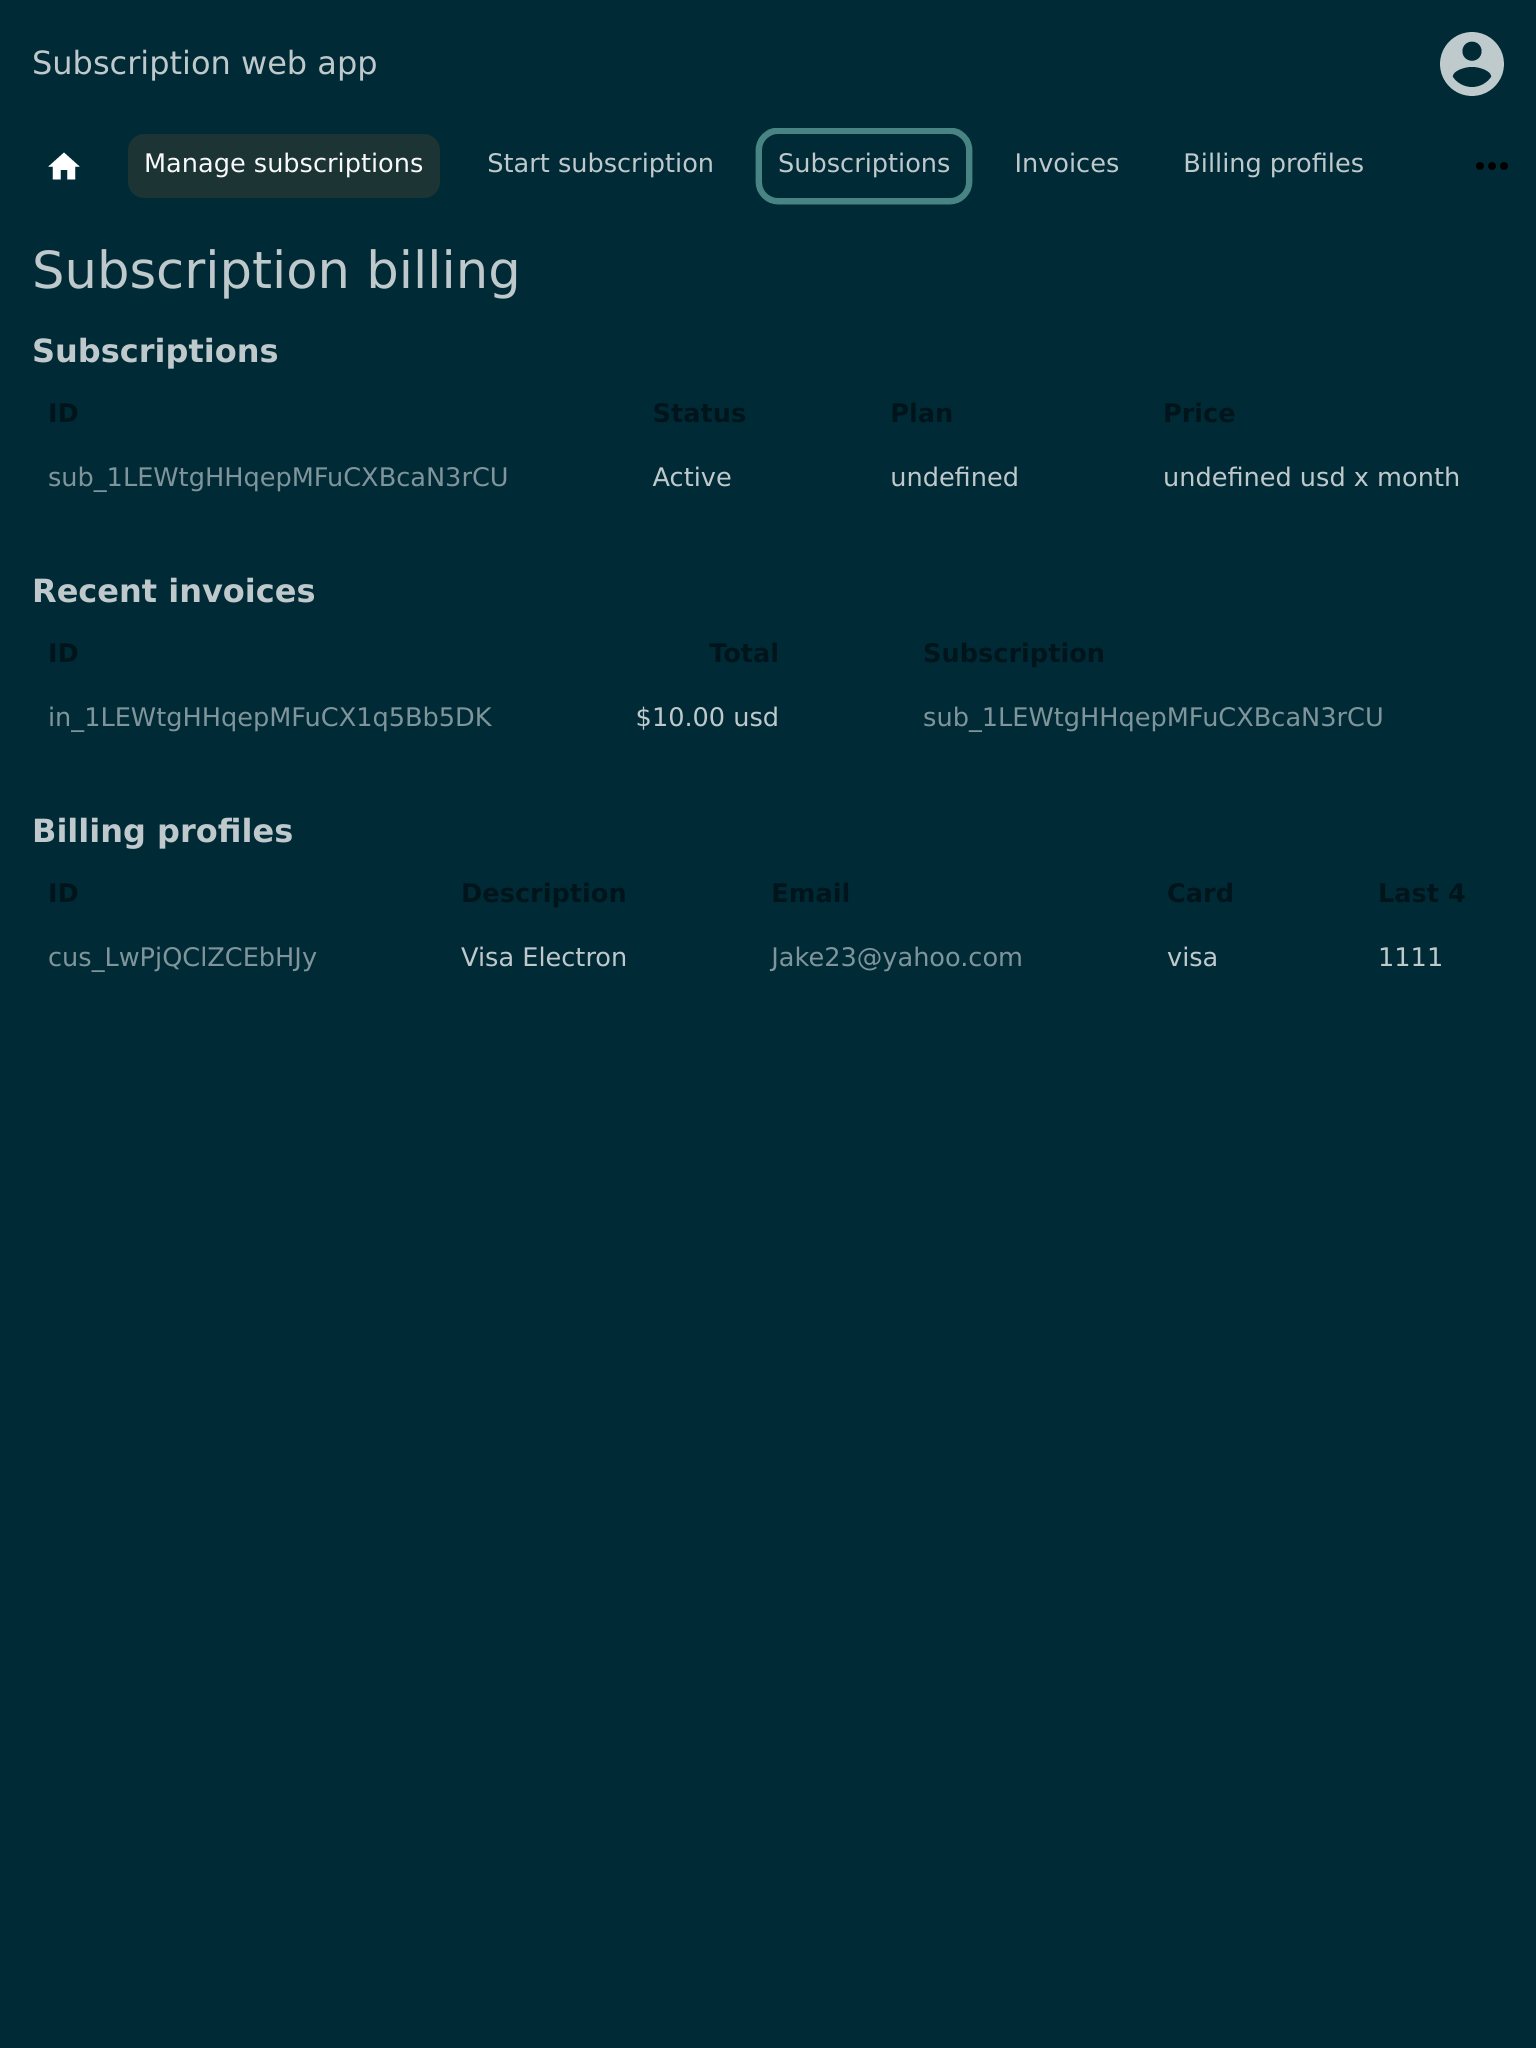 Subscription web app
Manage subscriptions Start subscription Subscriptions Invoices Billing profiles
Subscription billing
Subscriptions
ID Status Plan Price
sub_1LEWtgHHqepMFuCXBcaN3rCU Active undefined undefined usd x month
Recent invoices
ID Total Subscription
in_1LEWtgHHqepMFuCX1q5Bb5DK $10.00 usd sub_1LEWtgHHqepMFuCXBcaN3rCU
Billing profiles
ID Description Email Card Last 4
cus_LwPjQClZCEbHJy Visa Electron Jake23@yahoo.com visa 1111